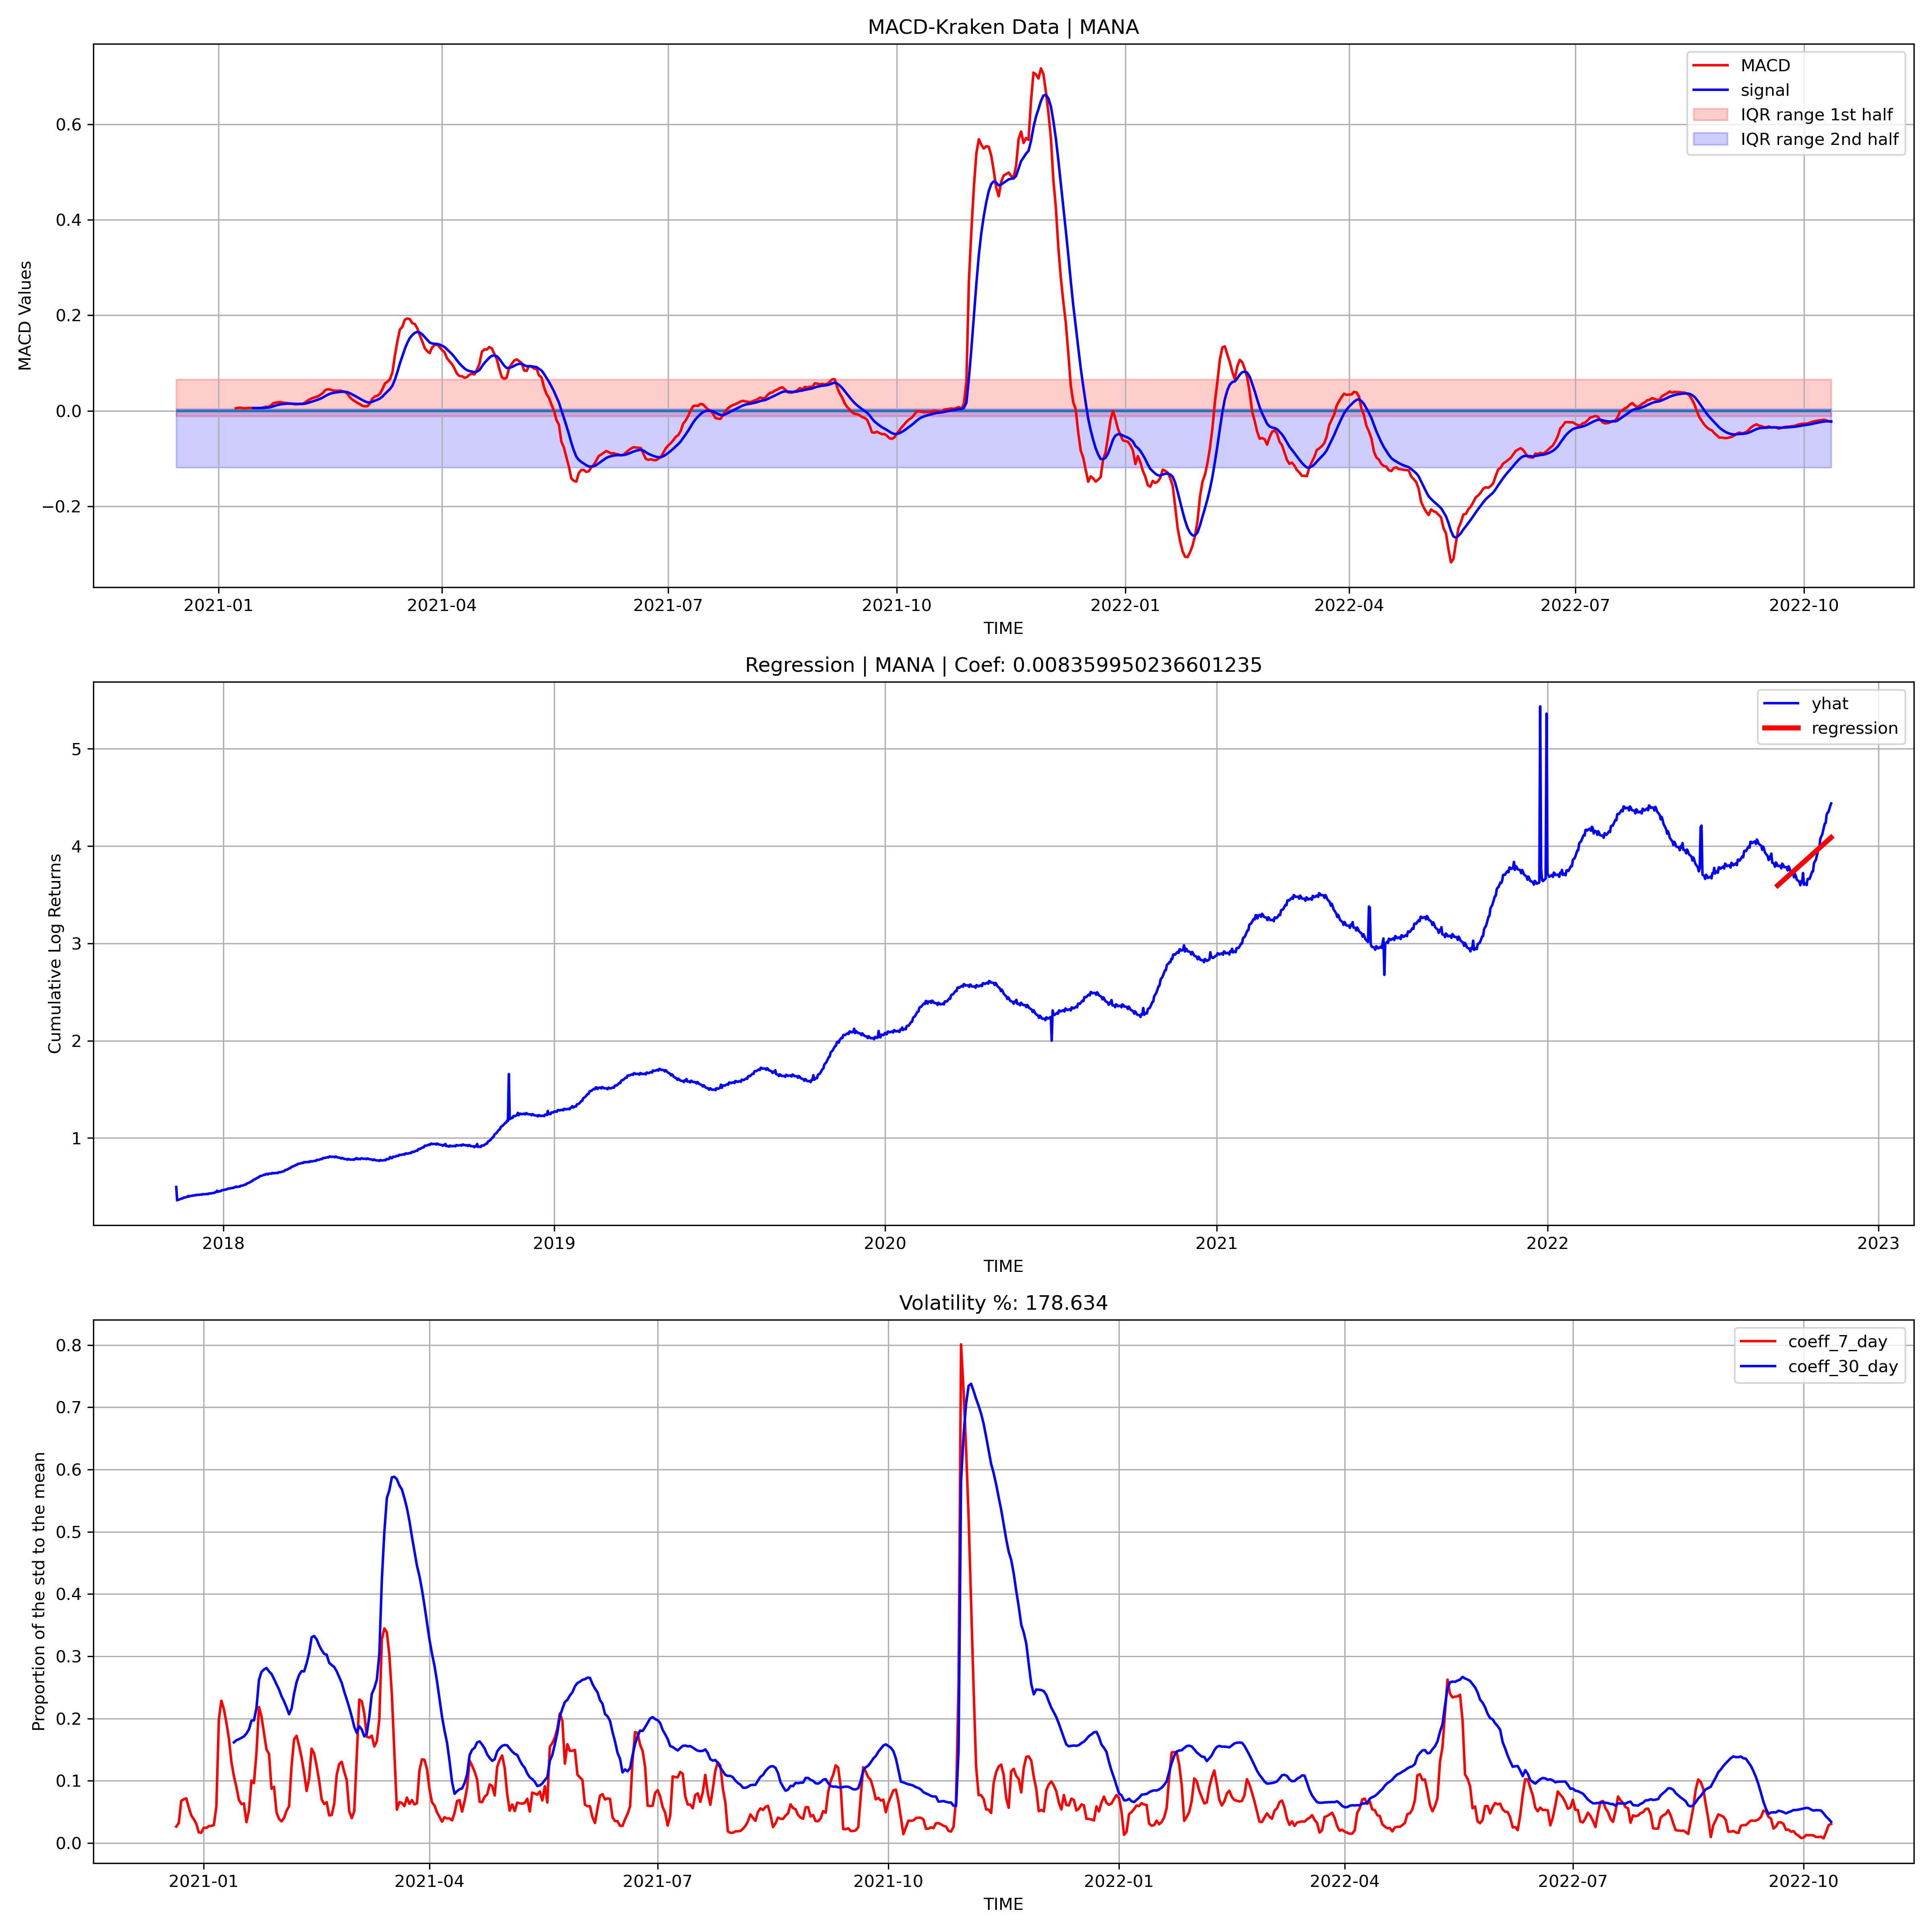 MACD-Kraken Data | MANA
MACD
signal
IQR range 1st half
IQR range 2nd half
MACD Values
0.6
0.4
0.2
0.0
−0.2
2021-01 2021-04 2021-07 2021-10 2022-01 2022-04 2022-07 2022-10
TIME
Regression | MANA | Coef: 0.008359950236601235
yhat
regression
Cumulative Log Returns
5
4
3
2
1
2018 2019 2020 2021 2022 2023
TIME
Volatility %: 178.634
coeff_7_day
coeff_30_day
Proportion of the std to the mean
0.8
0.7
0.6
0.5
0.4
0.3
0.2
0.1
0.0
2021-01 2021-04 2021-07 2021-10 2022-01 2022-04 2022-07 2022-10
TIME